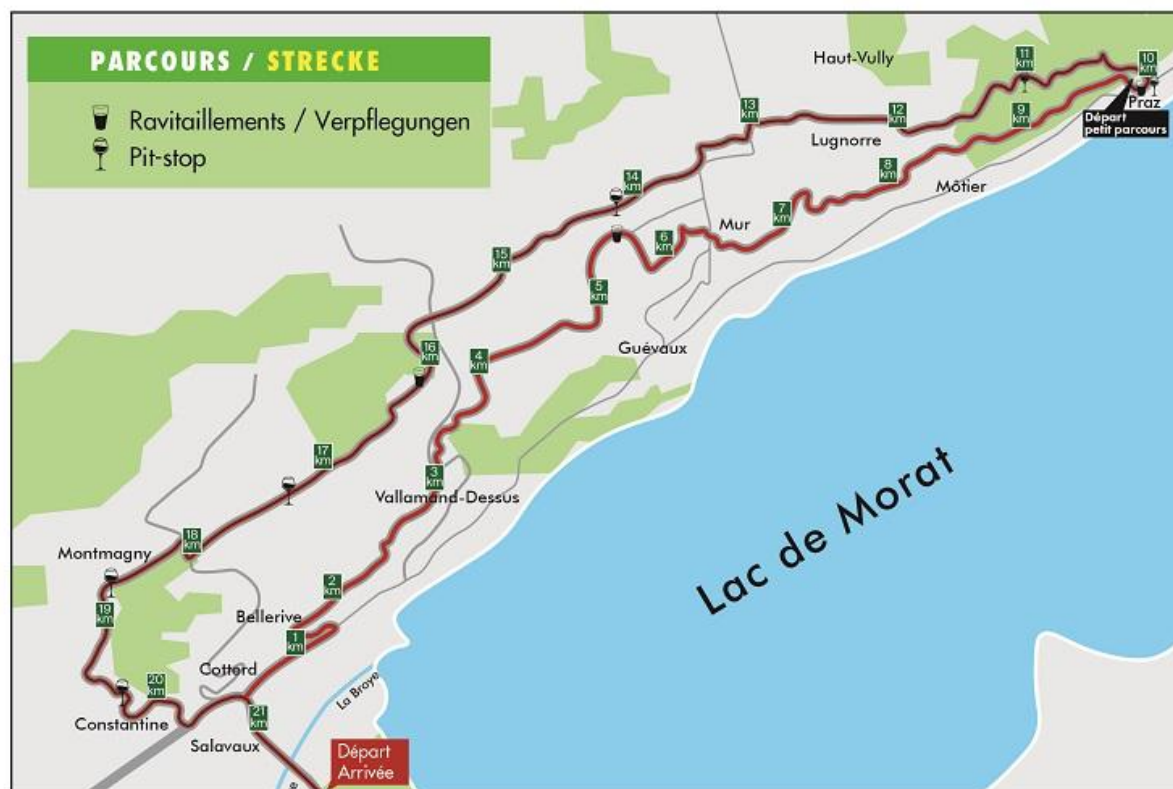 PARCOURS / STRECKE
Ravitaillements / Verpflegungen
Pit-stop
Haut-Vully
11 km
10 km
Praz
Départ
petit parcours
9 km
12 km
13 km
Lugnorre
8 km
Môtier
14 km
7 km
Mur
6 km
15 km
5 km
Guévaux
16 km
4 km
17 km
3 km
Vallamand-Dessus
18 km
Montmagny
2 km
19 km
Bellerive
1 km
Cotterd
20 km
Constantine
21 km
Salavaux
La Broye
Départ
Arrivée
Lac de Morat